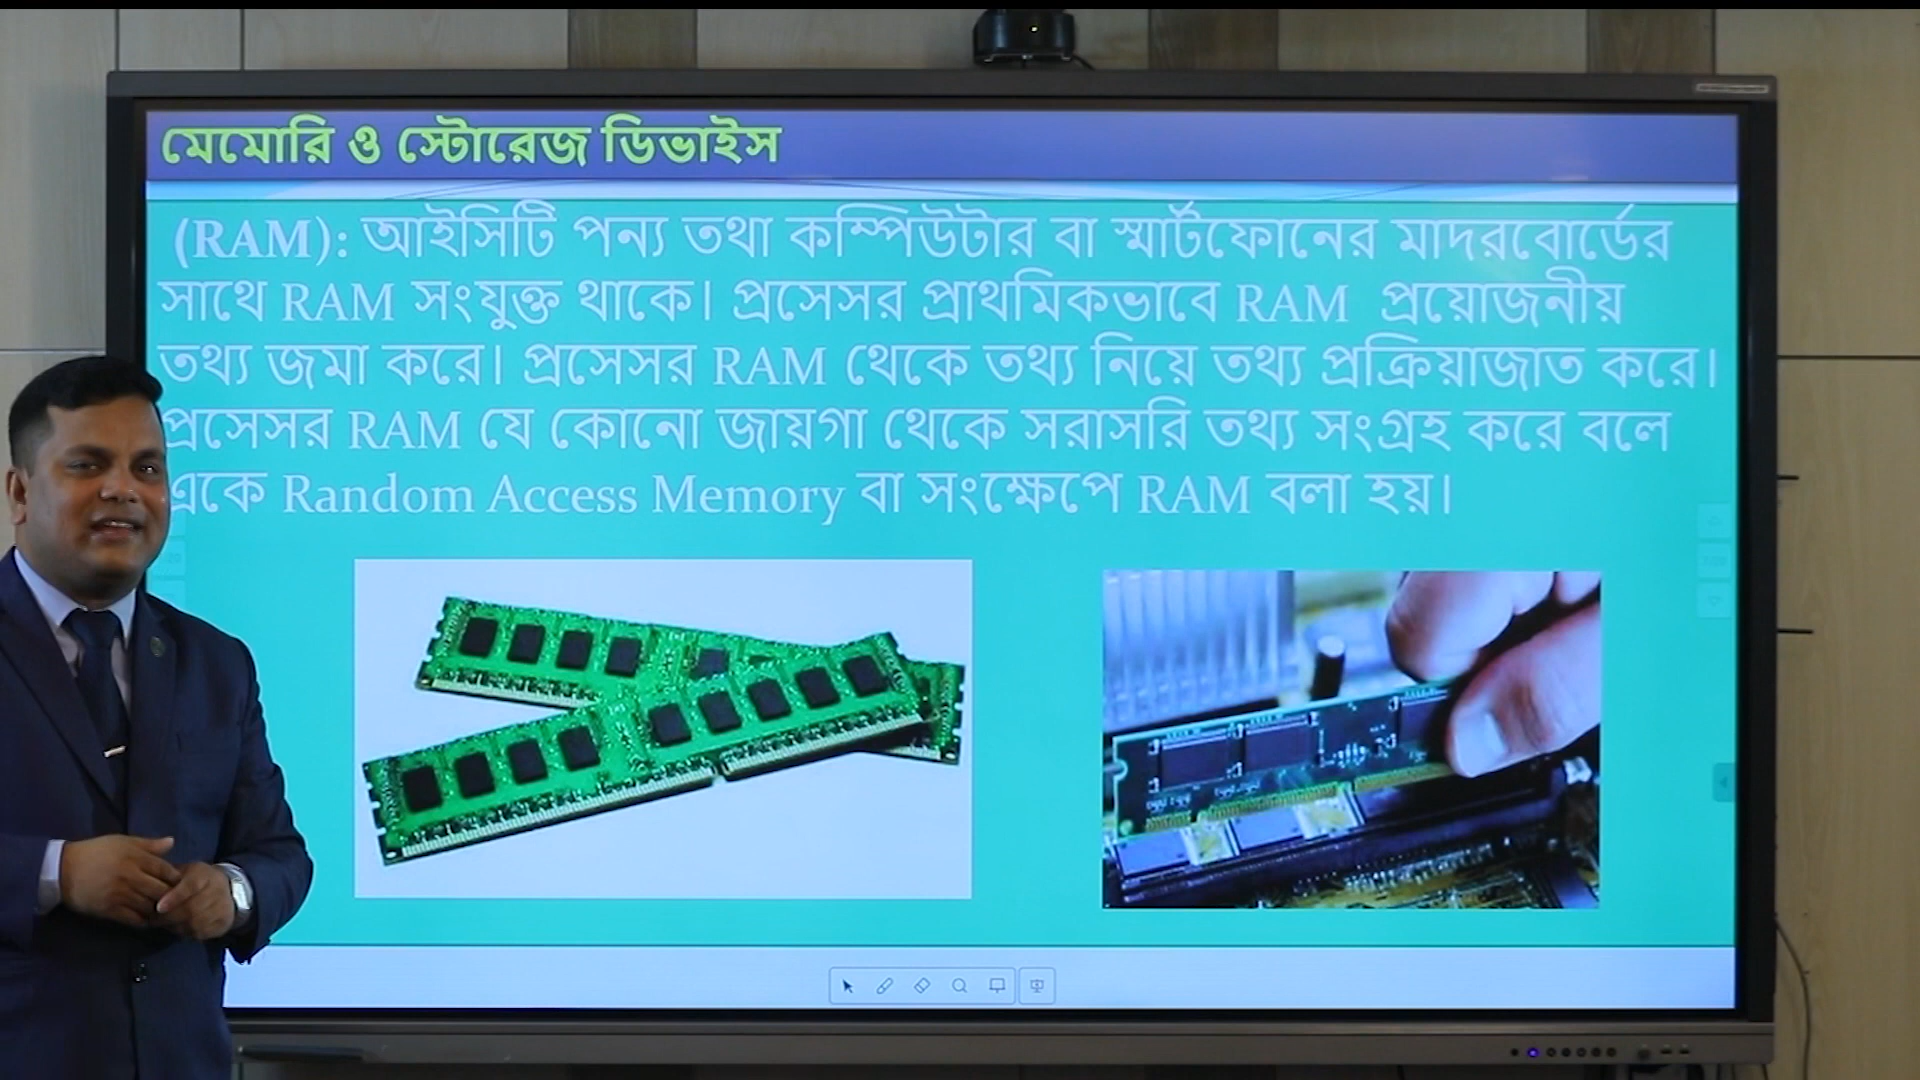 মেমোরি ও স্টোরেজ ডিভাইস
(RAM): আইসিটি পন্য তথা কম্পিউটার বা স্মার্টফোনের মাদরবোর্ডের
সাথে RAM সংযুক্ত থাকে। প্রসেসর প্রাথমিকভাবে RAM প্রয়োজনীয়
তথ্য জমা করে। প্রসেসর RAM থেকে তথ্য নিয়ে তথ্য প্রক্রিয়াজাত করে।
প্রসেসর RAM যে কোনো জায়গা থেকে সরাসরি তথ্য সংগ্রহ করে বলে
একে Random Access Memory বা সংক্ষেপে RAM বলা হয়।